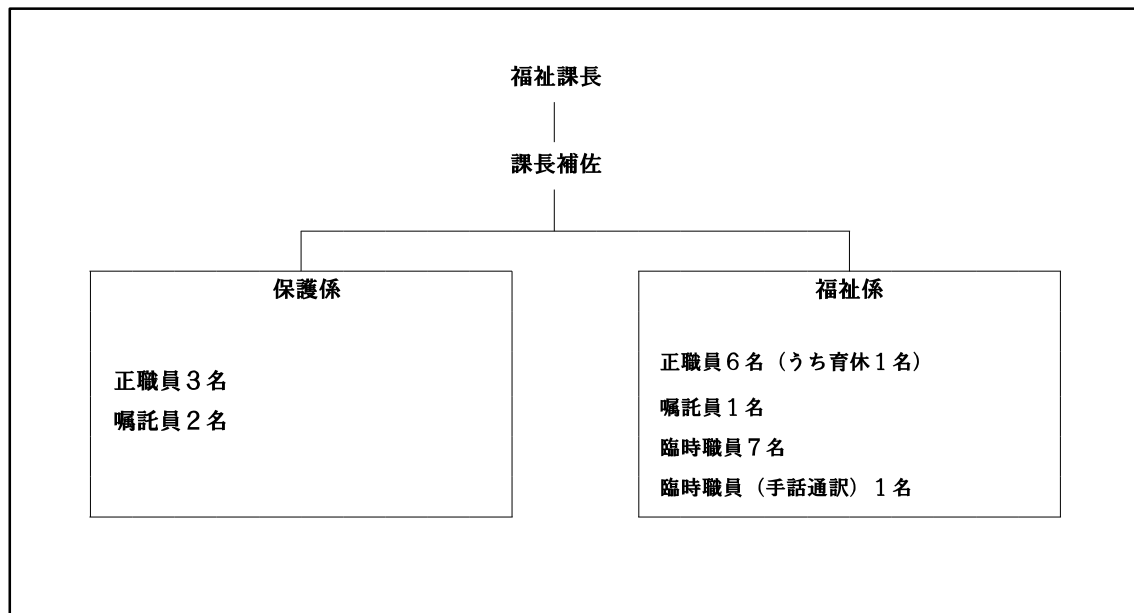 福祉課長
課長補佐
保護係
正職員３名
嘱託員２名
福祉係
正職員６名（うち育休１名）
嘱託員１名
臨時職員７名
臨時職員（手話通訳）１名